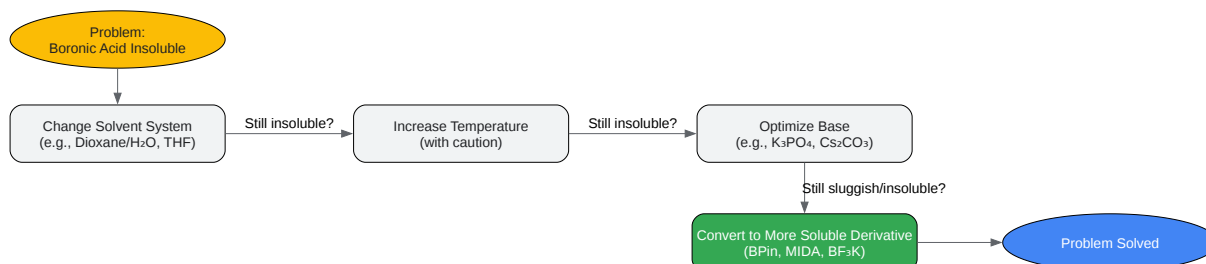 Problem:
Boronic Acid Insoluble
Change Solvent System
(e.g., Dioxane/H₂O, THF)
Still insoluble?
Increase Temperature
(with caution)
Still insoluble?
Optimize Base
(e.g., K₃PO₄, Cs₂CO₃)
Still sluggish/insoluble?
Convert to More Soluble Derivative
(BPin, MIDA, BF₃K)
Problem Solved